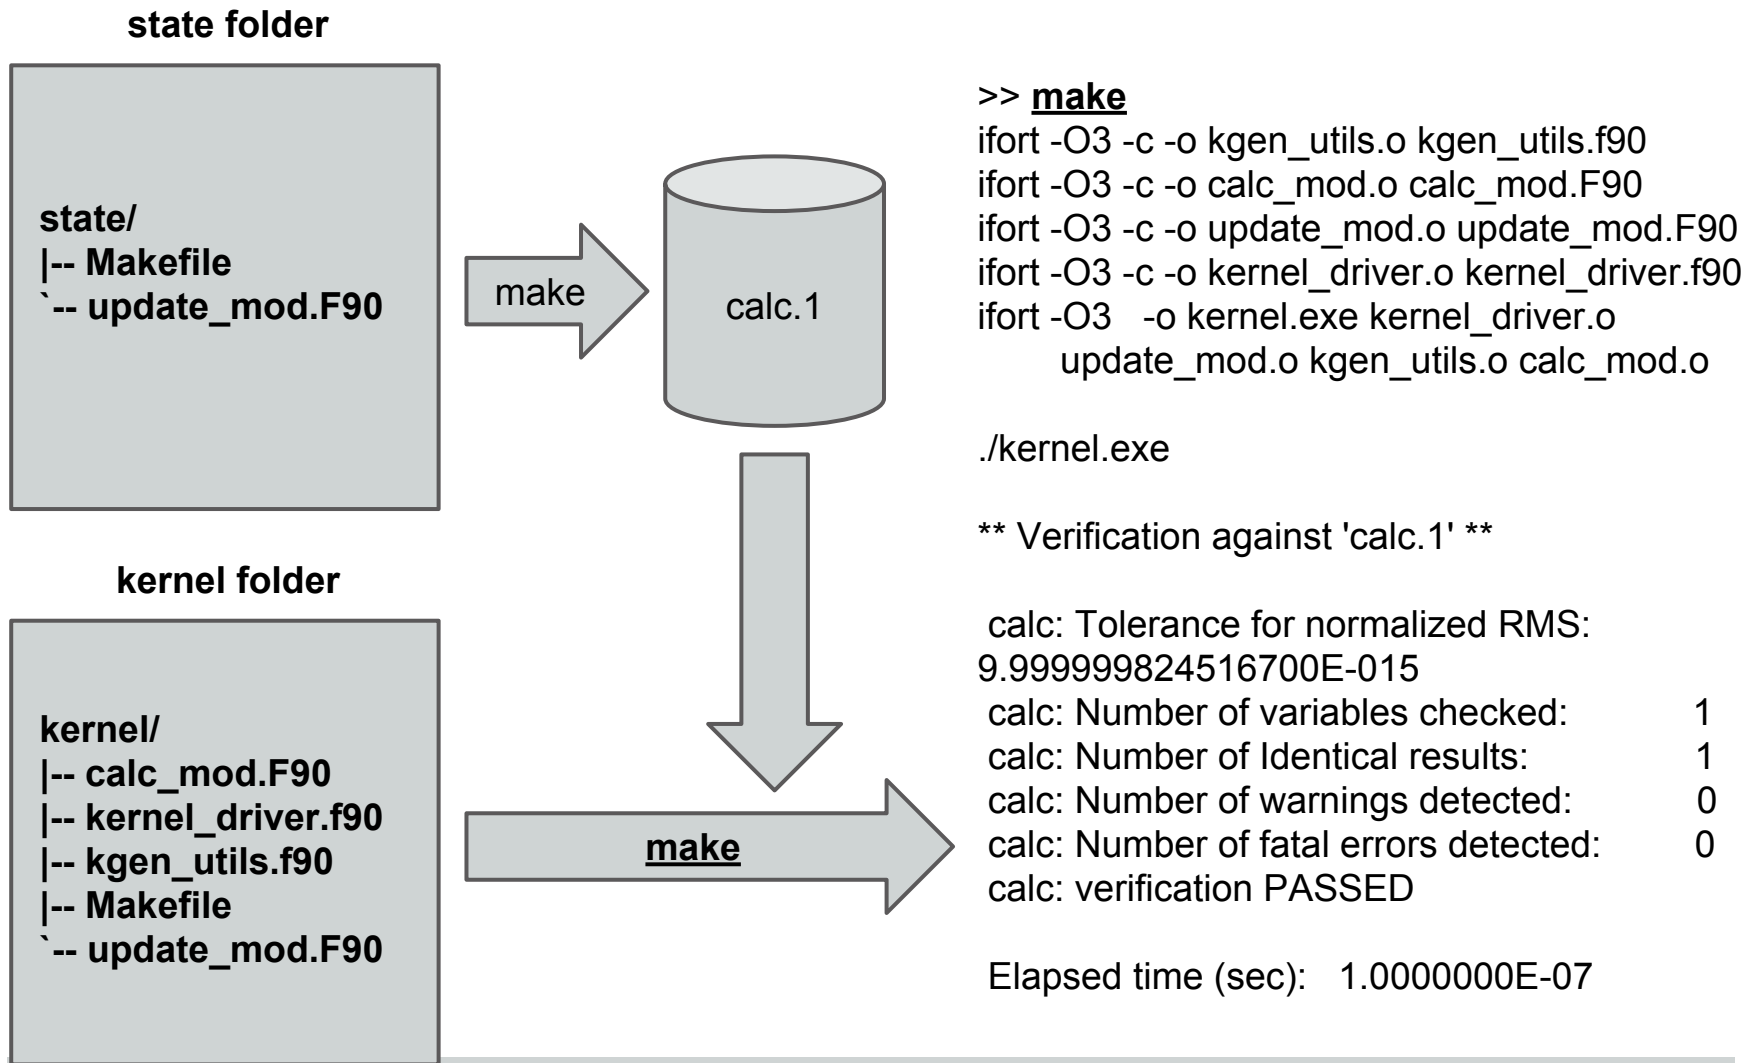 state folder
state/
|-- Makefile
`-- update_mod.F90
make
calc.1
kernel folder
kernel/
|-- calc_mod.F90
|-- kernel_driver.f90
|-- kgen_utils.f90
|-- Makefile
`-- update_mod.F90
make
>> make
ifort -O3 -c -o kgen_utils.o kgen_utils.f90
ifort -O3 -c -o calc_mod.o calc_mod.F90
ifort -O3 -c -o update_mod.o update_mod.F90
ifort -O3 -c -o kernel_driver.o kernel_driver.f90
ifort -O3   -o kernel.exe kernel_driver.o
update_mod.o kgen_utils.o calc_mod.o
./kernel.exe
** Verification against 'calc.1' **
calc: Tolerance for normalized RMS:
9.999999824516700E-015
calc: Number of variables checked: 1
calc: Number of Identical results: 1
calc: Number of warnings detected: 0
calc: Number of fatal errors detected: 0
calc: verification PASSED
Elapsed time (sec):   1.0000000E-07